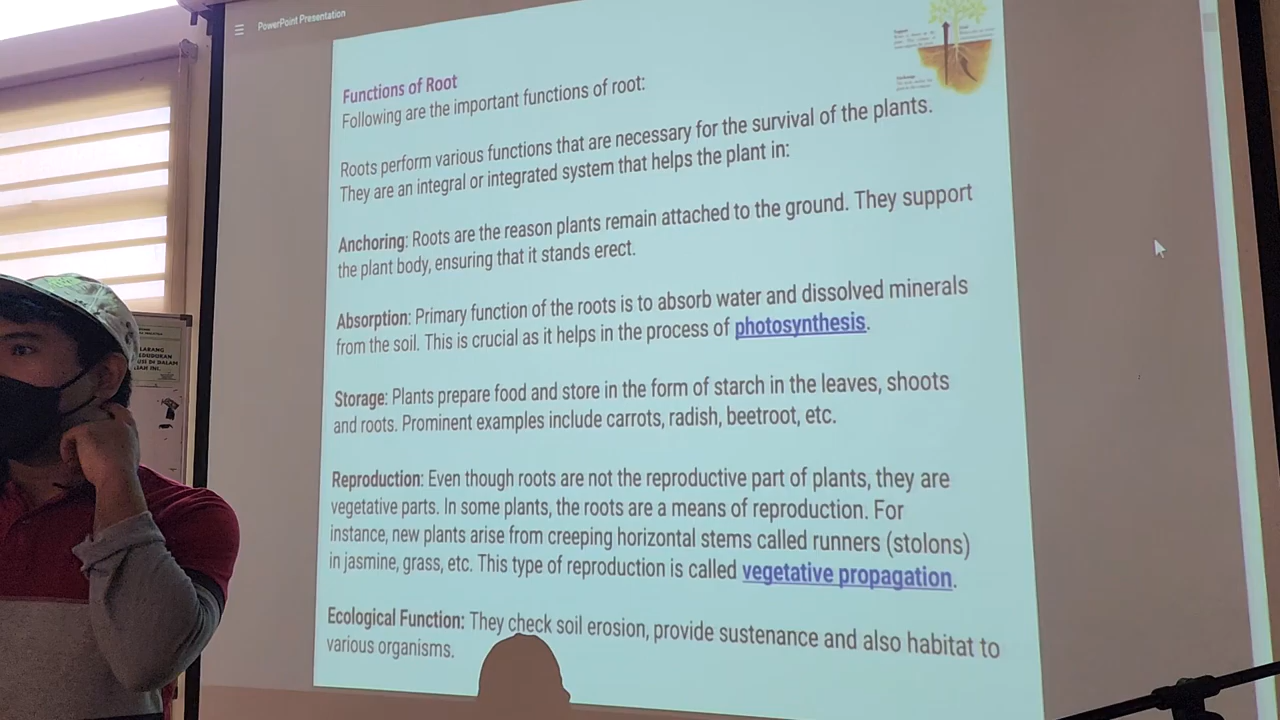 PowerPoint Presentation
Functions of Root
Following are the important functions of root:
Roots perform various functions that are necessary for the survival of the plants.
They are an integral or integrated system that helps the plant in:
Anchoring: Roots are the reason plants remain attached to the ground. They support
the plant body, ensuring that it stands erect.
Absorption: Primary function of the roots is to absorb water and dissolved minerals
from the soil. This is crucial as it helps in the process of photosynthesis.
Storage: Plants prepare food and store in the form of starch in the leaves, shoots
and roots. Prominent examples include carrots, radish, beetroot, etc.
Reproduction: Even though roots are not the reproductive part of plants, they are
vegetative parts. In some plants, the roots are a means of reproduction. For
instance, new plants arise from creeping horizontal stems called runners (stolons)
in jasmine, grass, etc. This type of reproduction is called vegetative propagation.
Ecological Function: They check soil erosion, provide sustenance and also habitat to
various organisms.
DALAM
INI.